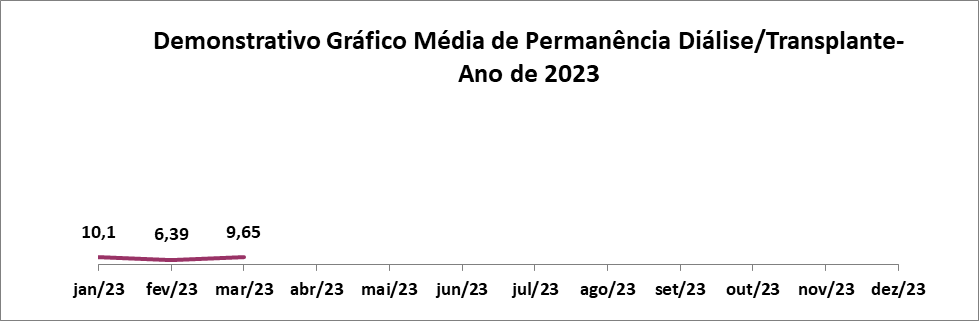 Demonstrativo Gráfico Média de Permanência Diálise/Transplante-
Ano de 2023
10,1 6,39 9,65
jan/23 fev/23 mar/23 abr/23 mai/23 jun/23 jul/23 ago/23 set/23 out/23 nov/23 dez/23